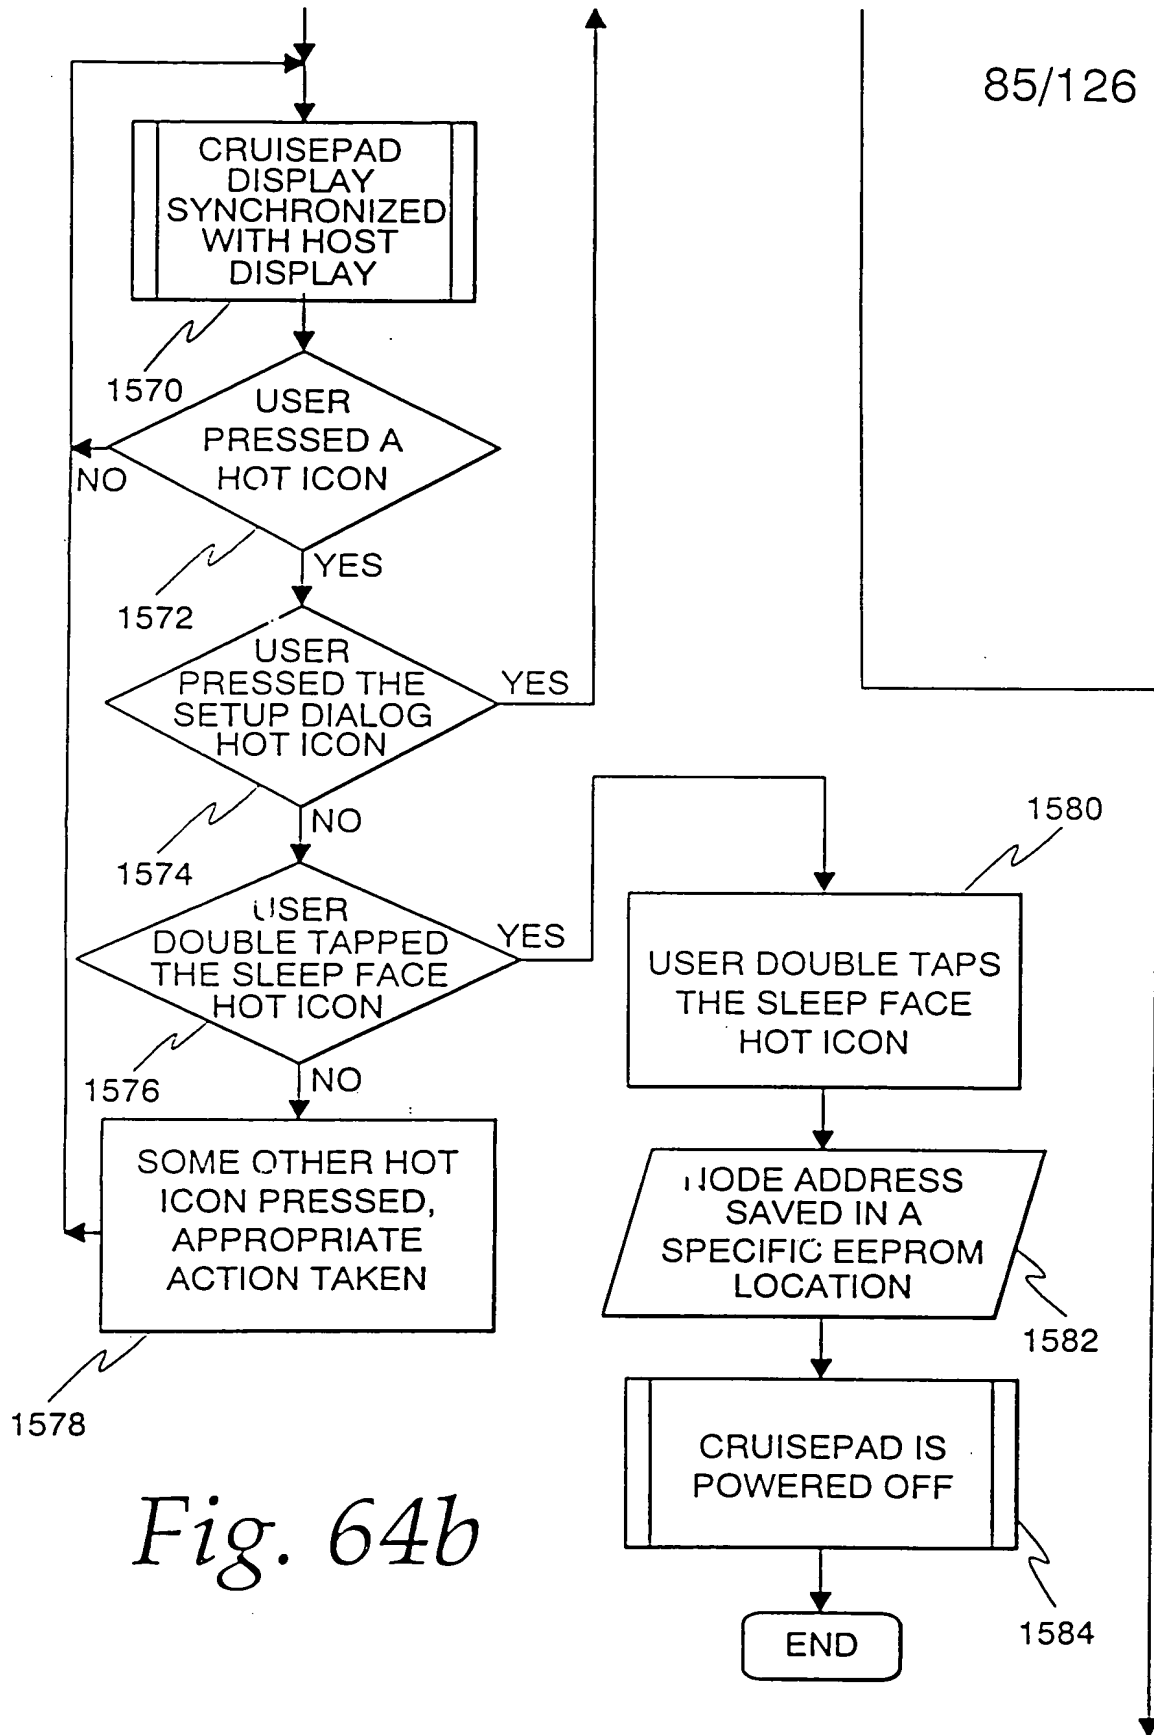 85/126
CRUISEPAD
DISPLAY
SYNCHRONIZED
WITH HOST
DISPLAY
1570
USER
PRESSED A
HOT ICON
NO
YES
1572
USER
PRESSED THE
SETUP DIALOG
HOT ICON
YES
NO
1574
USER
DOUBLE TAPPED
THE SLEEP FACE
HOT ICON
YES
NO
1576
SOME OTHER HOT
ICON PRESSED,
APPROPRIATE
ACTION TAKEN
1578
1580
USER DOUBLE TAPS
THE SLEEP FACE
HOT ICON
NODE ADDRESS
SAVED IN A
SPECIFIC EEPROM
LOCATION
1582
CRUISEPAD IS
POWERED OFF
1584
END
Fig. 64b